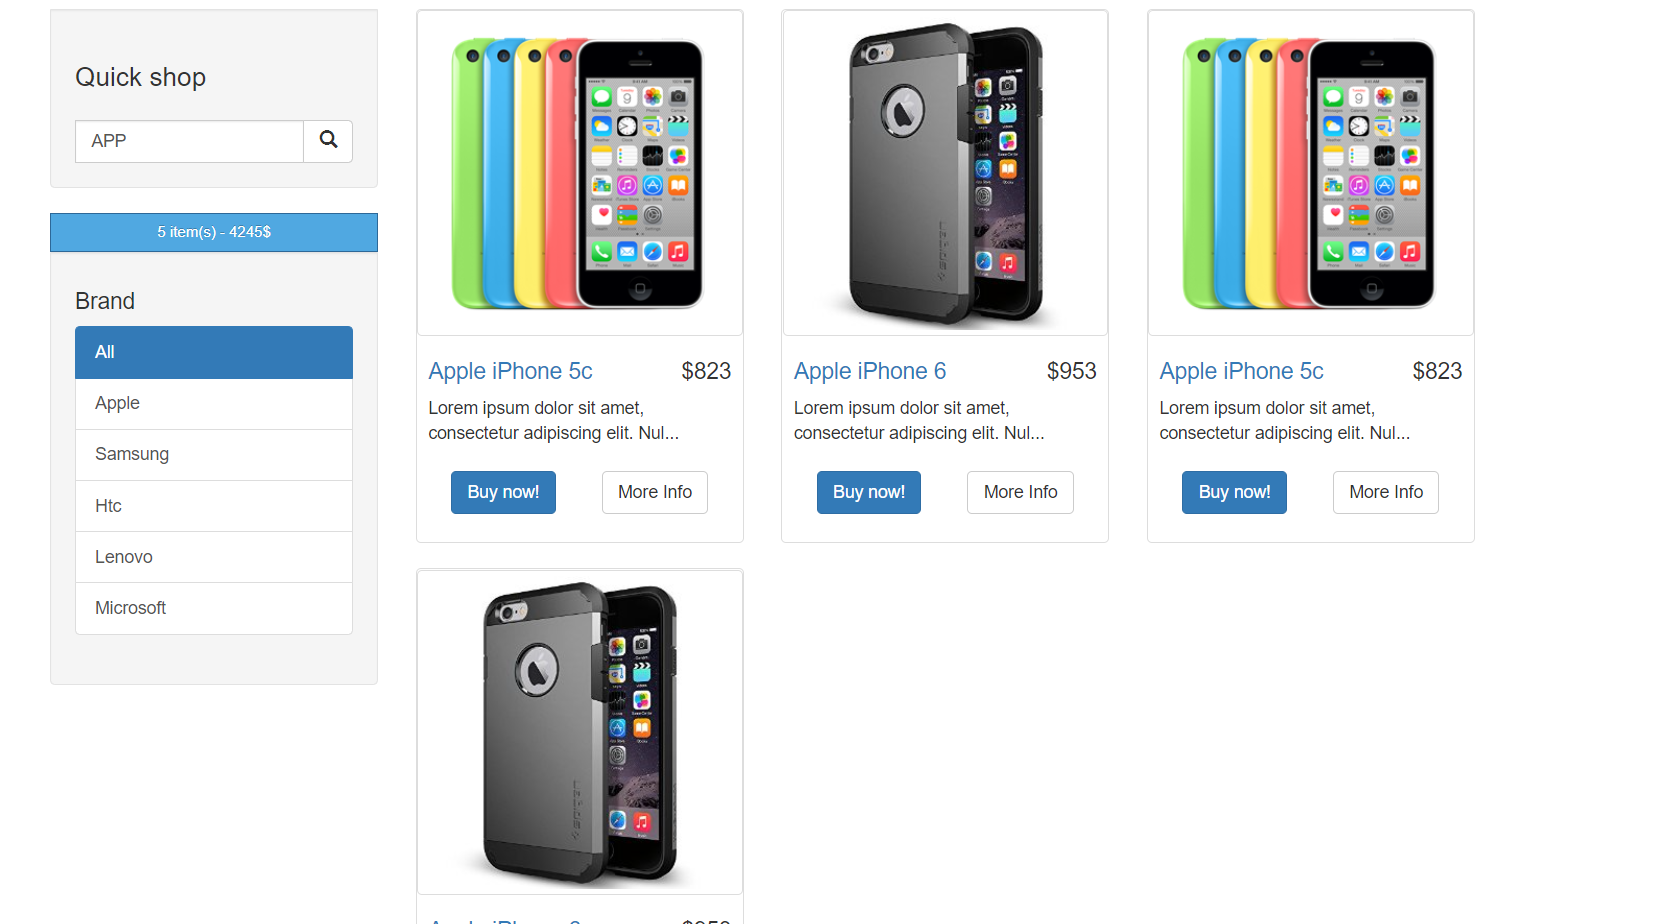 Quick shop
APP
5 item(s) - 4245$
Brand
All
Apple
Samsung
Htc
Lenovo
Microsoft
Apple iPhone 5c $823
Lorem ipsum dolor sit amet,
consectetur adipiscing elit. Nul...
Buy now! More Info
Apple iPhone 6 $953
Lorem ipsum dolor sit amet,
consectetur adipiscing elit. Nul...
Buy now! More Info
Apple iPhone 5c $823
Lorem ipsum dolor sit amet,
consectetur adipiscing elit. Nul...
Buy now! More Info